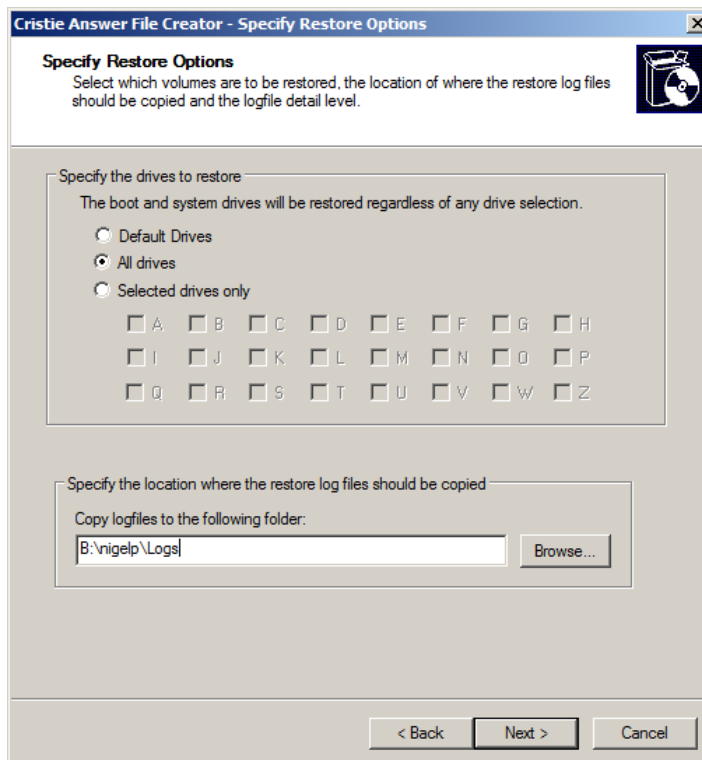 Cristie Answer File Creator - Specify Restore Options
Specify Restore Options
Select which volumes are to be restored, the location of where the restore log files
should be copied and the logfile detail level.
Specify the drives to restore
The boot and system drives will be restored regardless of any drive selection.
Default Drives
All drives
Selected drives only
A B C D E F G H
I J K L M N O P
Q R S T U V W Z
Specify the location where the restore log files should be copied
Copy logfiles to the following folder:
B:\nigelp\Logs
Browse...
< Back Next > Cancel